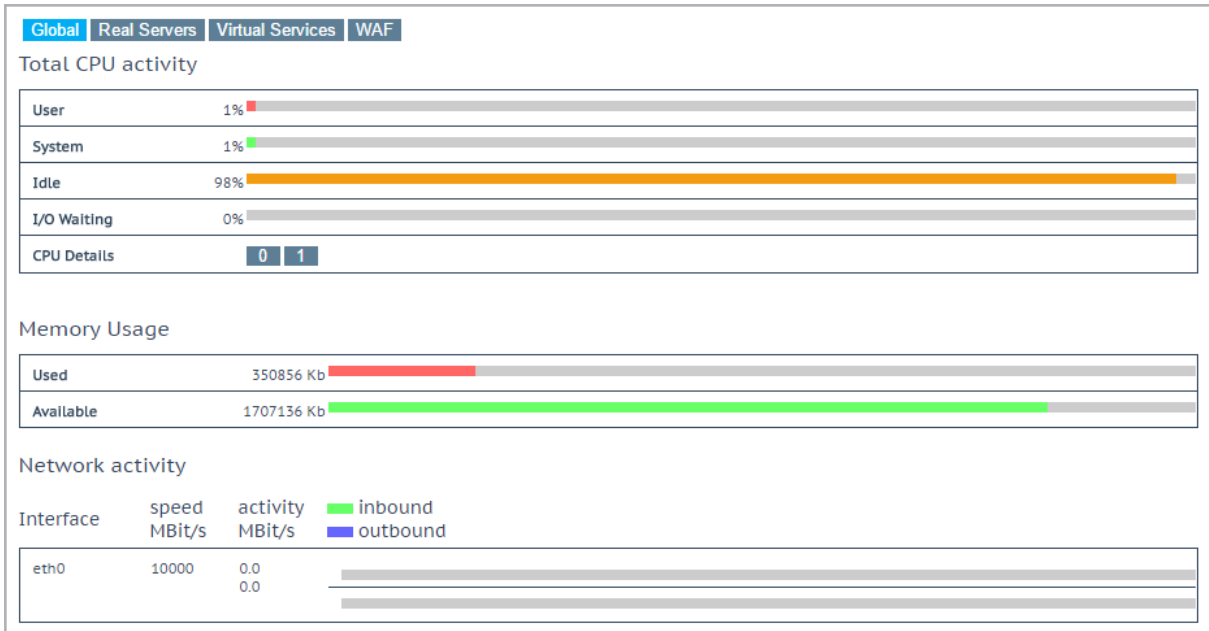 Global Real Servers Virtual Services WAF
Total CPU activity
User 1%
System 1%
Idle 98%
I/O Waiting 0%
CPU Details 0 1
Memory Usage
Used 350856 Kb
Available 1707136 Kb
Network activity
Interface speed MBit/s activity MBit/s inbound outbound
eth0 10000 0.0
0.0